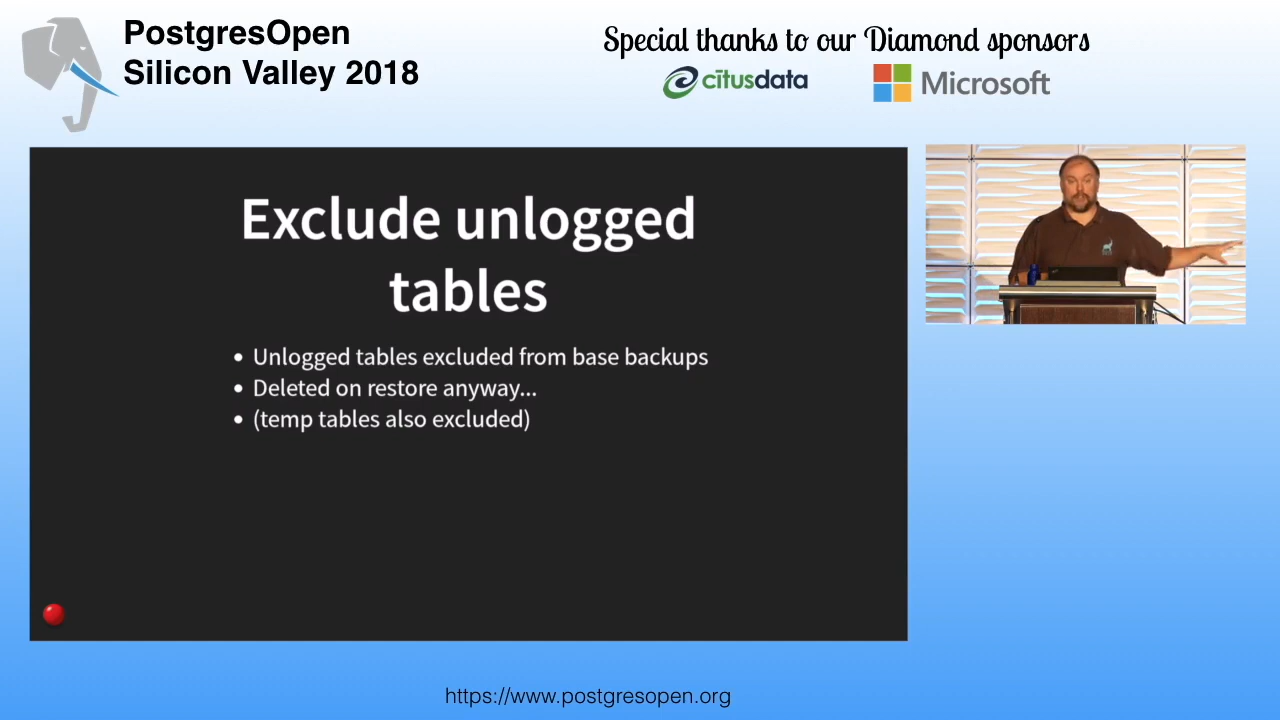 PostgresOpen
Silicon Valley 2018
Special thanks to our Diamond sponsors
citusdata
Microsoft
Exclude unlogged
tables
• Unlogged tables excluded from base backups
• Deleted on restore anyway...
• (temp tables also excluded)
https://www.postgresopen.org